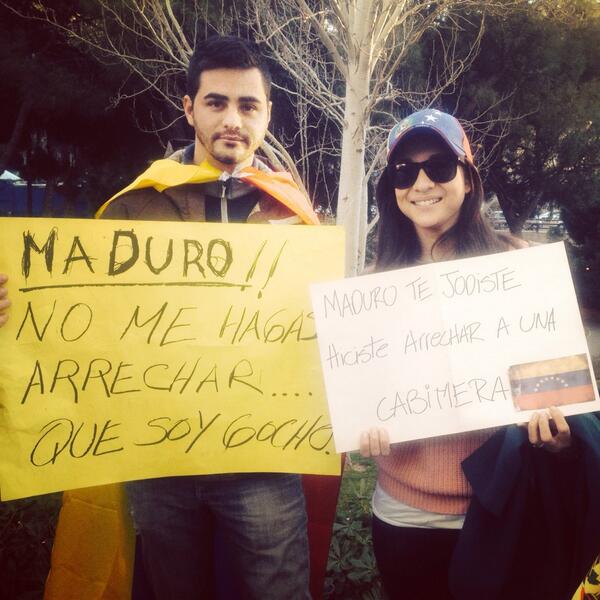 MADURO!!
NO ME HAGAS
ARRECHAR....
QUE SOY GOCHO.
MADURO TE JODISTE
Hiciste Arrechar A UNA
CABiMERA